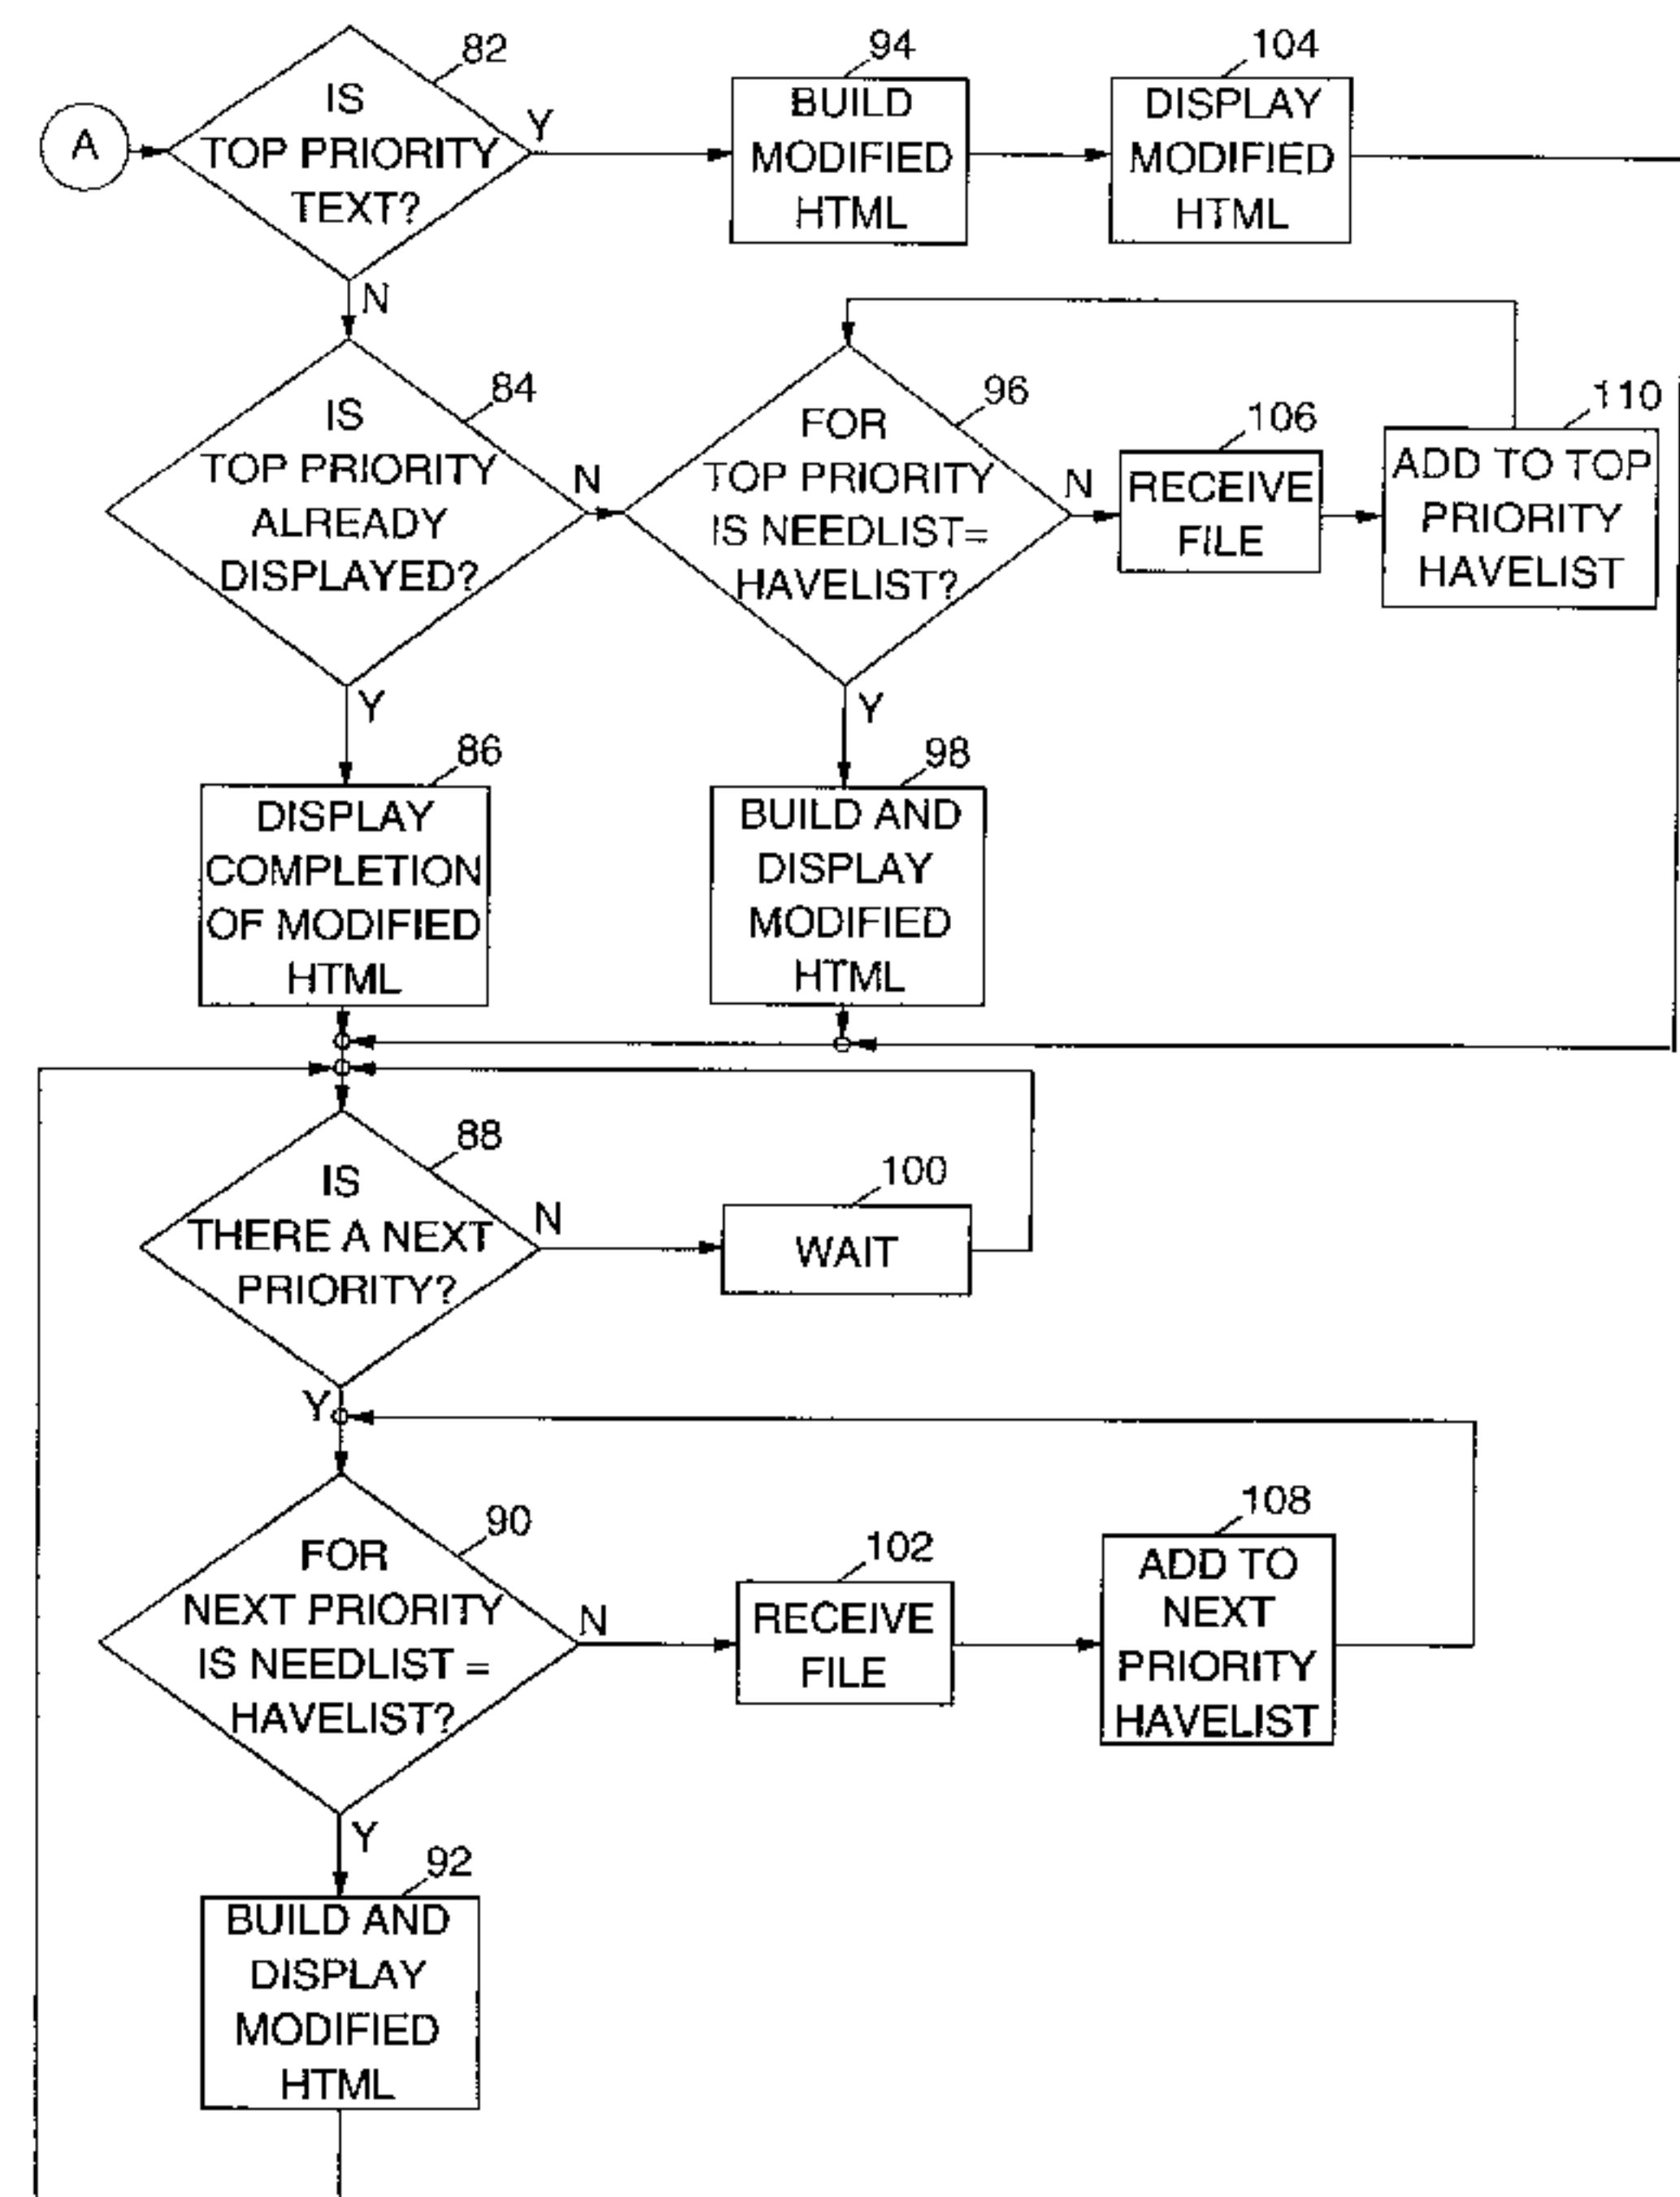 A
82
IS
TOP PRIORITY
TEXT?
Y
94
BUILD
MODIFIED
HTML
104
DISPLAY
MODIFIED
HTML
N
84
IS
TOP PRIORITY
ALREADY
DISPLAYED?
N
96
FOR
TOP PRIORITY
IS NEEDLIST=
HAVELIST?
N
106
RECEIVE
FILE
110
ADD TO TOP
PRIORITY
HAVELIST
Y
Y
86
DISPLAY
COMPLETION
OF MODIFIED
HTML
98
BUILD AND
DISPLAY
MODIFIED
HTML
88
IS
THERE A NEXT
PRIORITY?
N
100
WAIT
Y
90
FOR
NEXT PRIORITY
IS NEEDLIST =
HAVELIST?
N
102
RECEIVE
FILE
108
ADD TO
NEXT
PRIORITY
HAVELIST
Y
92
BUILD AND
DISPLAY
MODIFIED
HTML